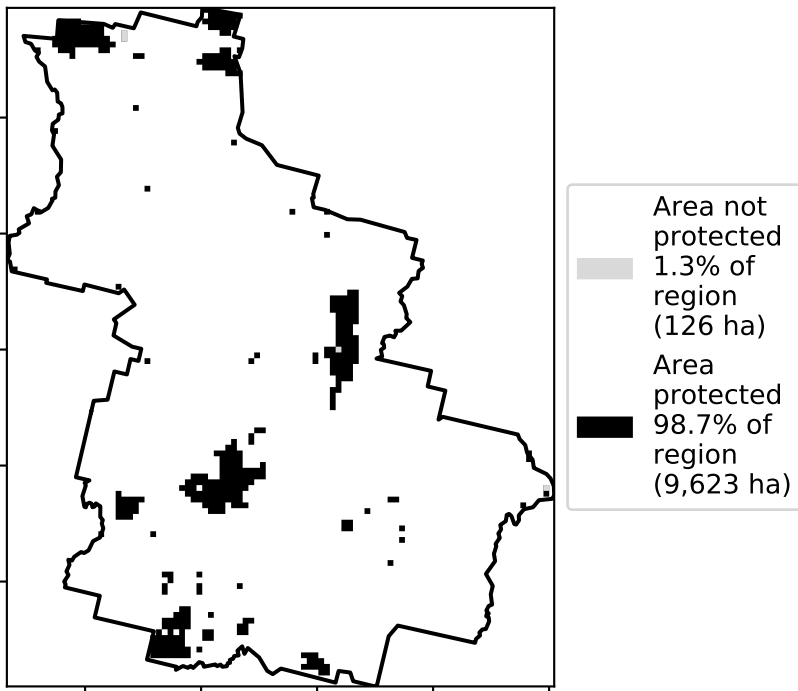 Area not
protected
1.3% of
region
(126 ha)
Area
protected
98.7% of
region
(9,623 ha)